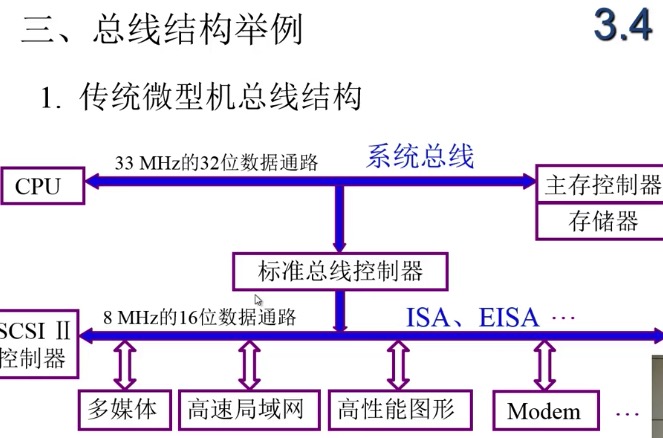 三、总线结构举例
3.4
1. 传统微型机总线结构
33 MHz的32位数据通路
系统总线
CPU
主存控制器
存储器
标准总线控制器
8 MHz的16位数据通路
ISA、EISA …
SCSI Ⅱ
控制器
多媒体
高速局域网
高性能图形
Modem
…